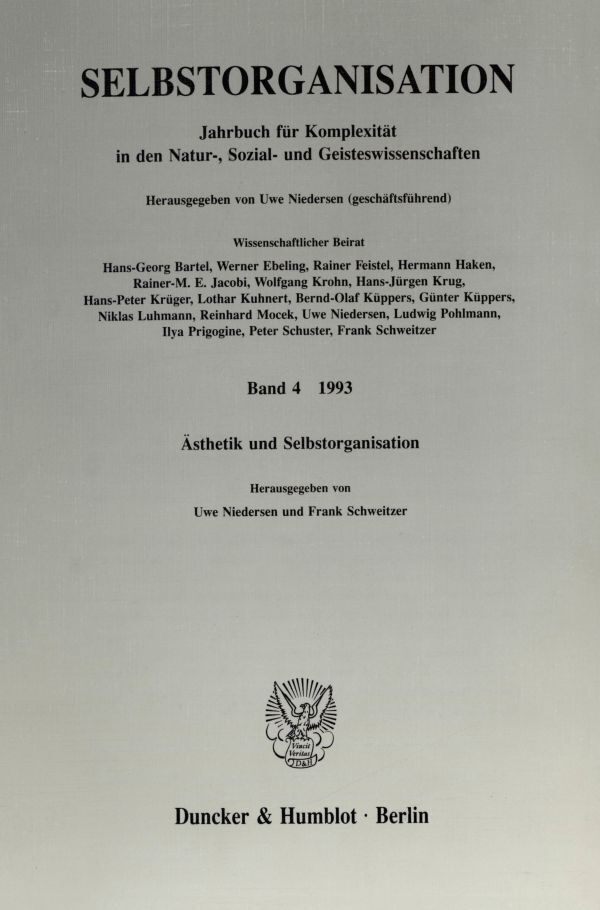 SELBSTORGANISATION
Jahrbuch für Komplexität
in den Natur-, Sozial- und Geisteswissenschaften
Herausgegeben von Uwe Niedersen (geschäftsführend)
Wissenschaftlicher Beirat
Hans-Georg Bartel, Werner Ebeling, Rainer Feistel, Hermann Haken,
Rainer-M. E. Jacobi, Wolfgang Krohn, Hans-Jürgen Krug,
Hans-Peter Krüger, Lothar Kuhnert, Bernd-Olaf Küppers, Günter Küppers,
Niklas Luhmann, Reinhard Mocek, Uwe Niedersen, Ludwig Pohlmann,
Ilya Prigogine, Peter Schuster, Frank Schweitzer
Band 4 1993
Ästhetik und Selbstorganisation
Herausgegeben von
Uwe Niedersen und Frank Schweitzer
Vincit
Veritas
D&H
Duncker & Humblot · Berlin